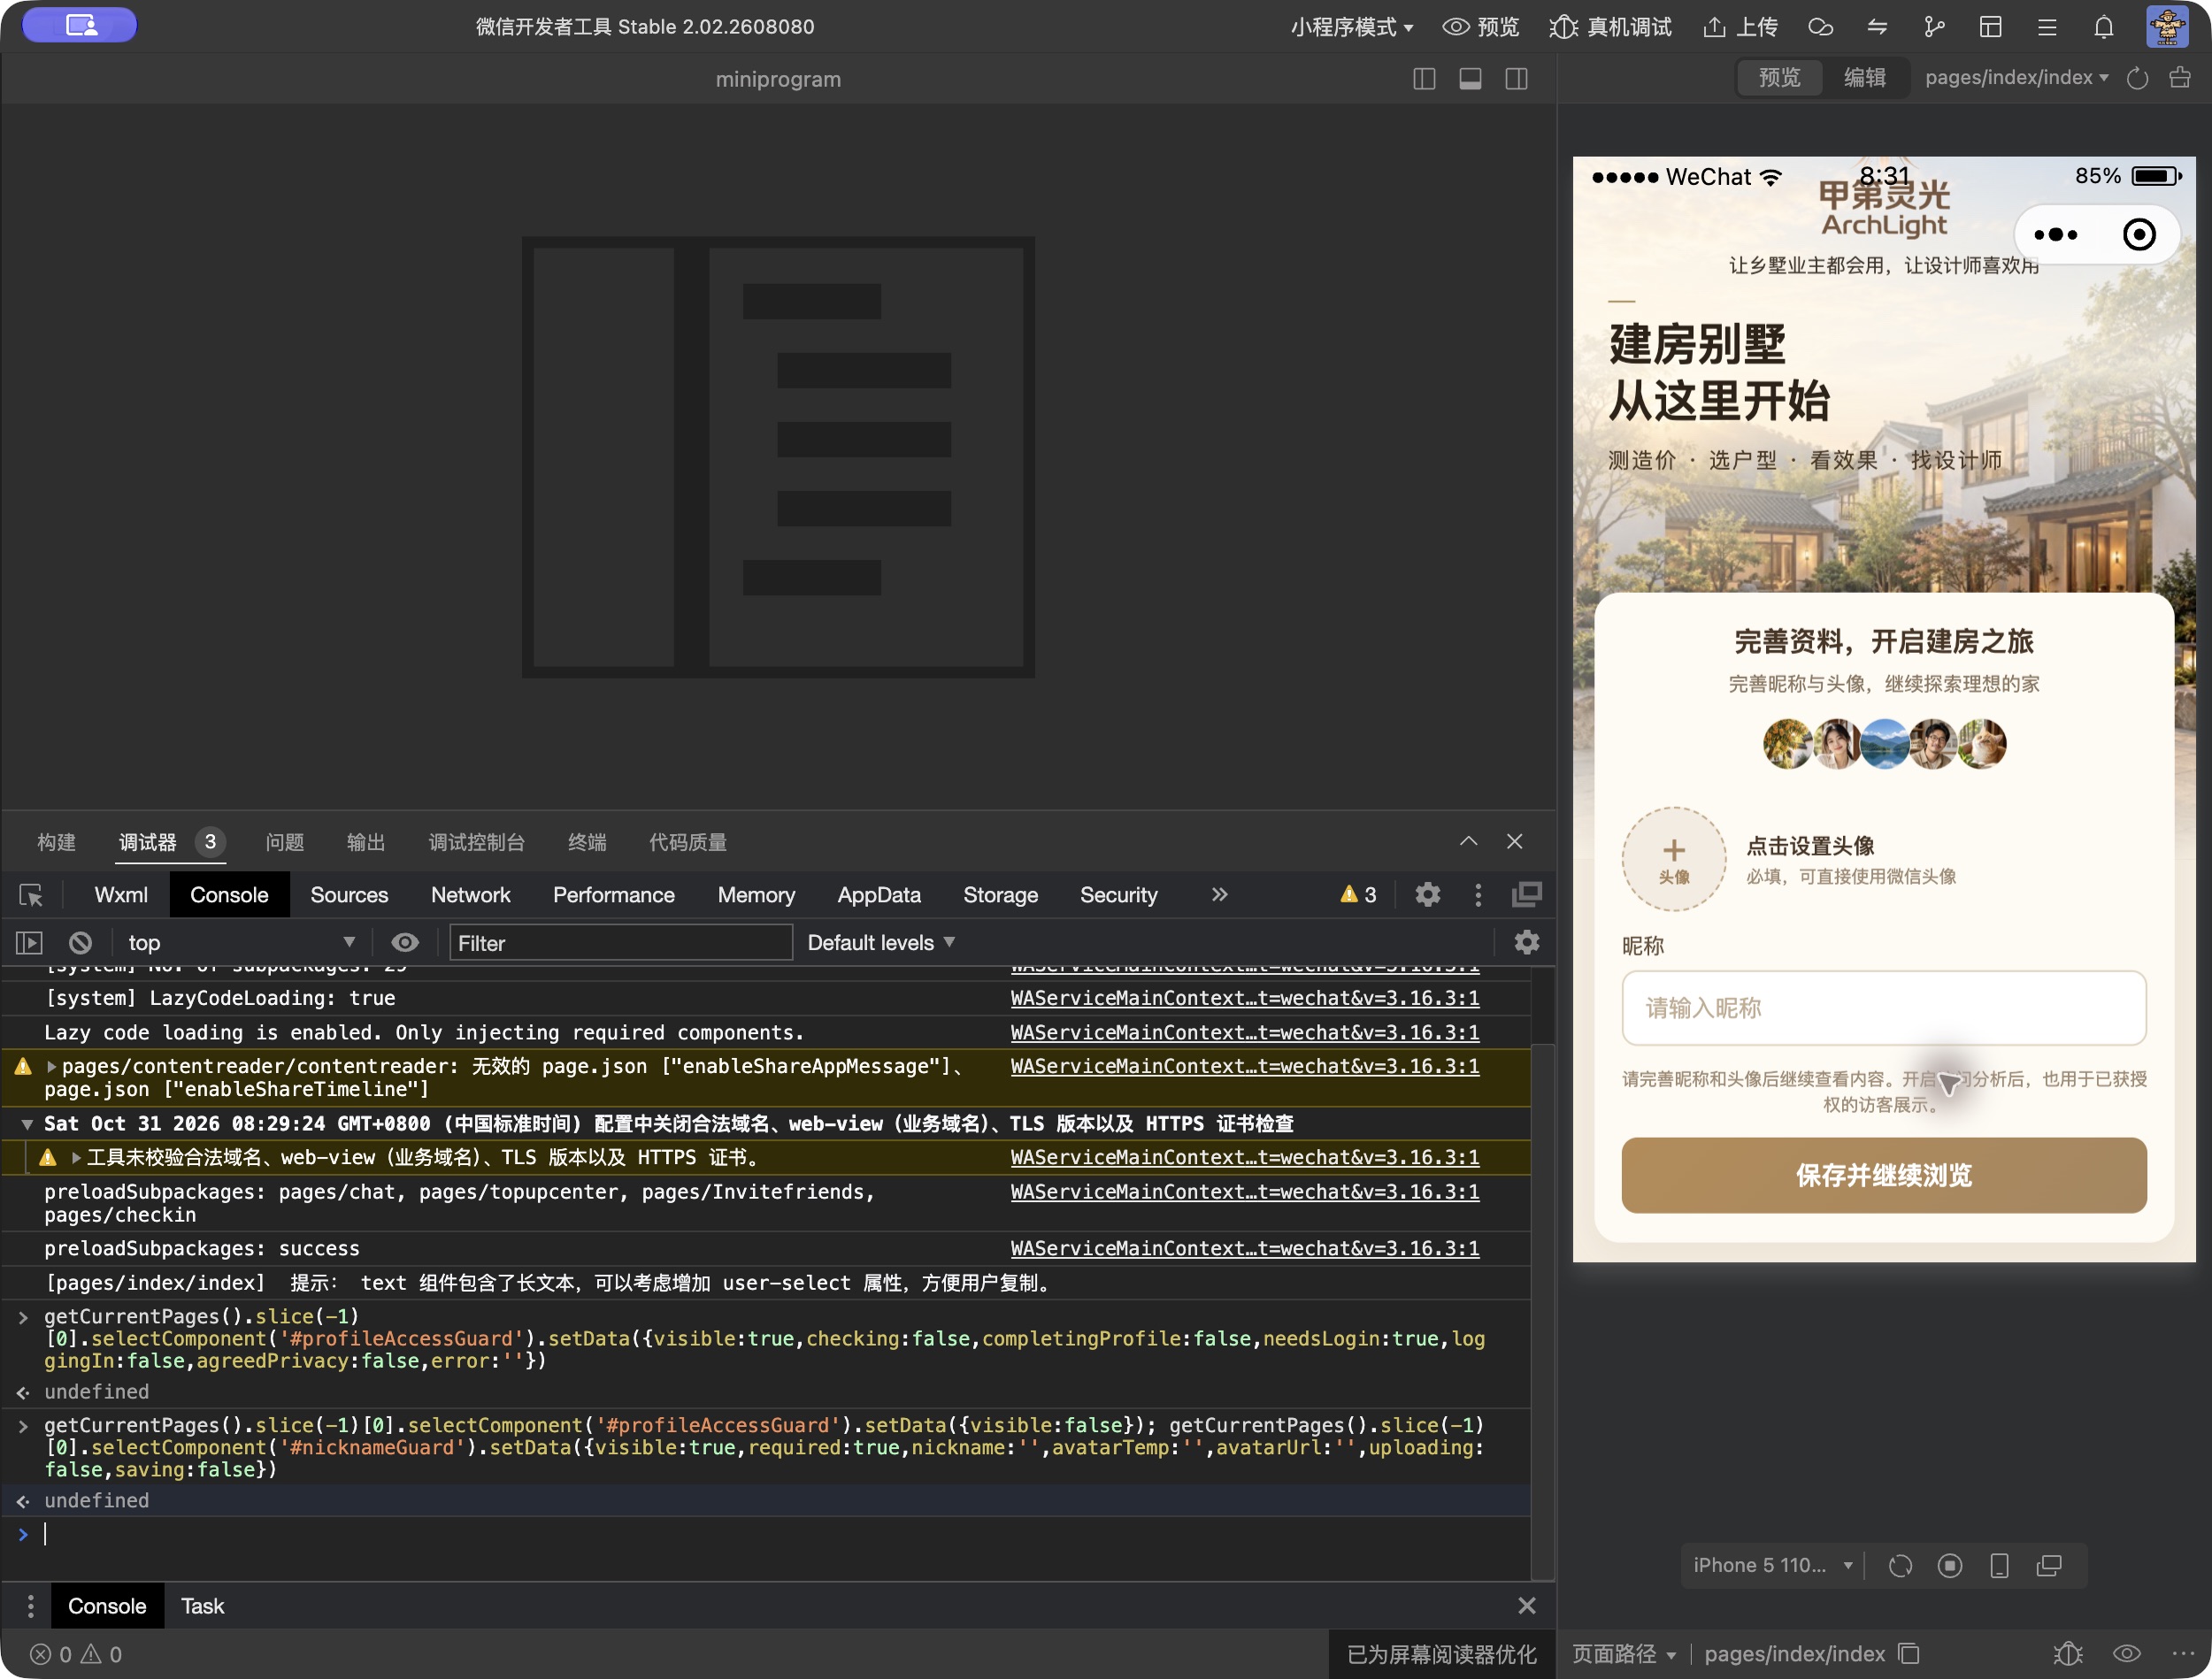 微信开发者工具 Stable 2.02.2608080
小程序模式
预览
真机调试
上传
miniprogram
预览
编辑
pages/index/index
WeChat
8:31
85%
甲第灵光
ArchLight
让乡墅业主都会用，让设计师喜欢用
建房别墅
从这里开始
测造价 · 选户型 · 看效果 · 找设计师
完善资料，开启建房之旅
完善昵称与头像，继续探索理想的家
+
头像
点击设置头像
必填，可直接使用微信头像
昵称
请输入昵称
请完善昵称和头像后继续查看内容。开启 问分析后，也用于已获授
权的访客展示。
保存并继续浏览
构建
调试器 3
问题
输出
调试控制台
终端
代码质量
Wxml
Console
Sources
Network
Performance
Memory
AppData
Storage
Security
3
top
Filter
Default levels
[system] No. of subpackages: 29 WAServiceMainContext…t=wechat&v=3.16.3:1
[system] LazyCodeLoading: true WAServiceMainContext…t=wechat&v=3.16.3:1
Lazy code loading is enabled. Only injecting required components. WAServiceMainContext…t=wechat&v=3.16.3:1
pages/contentreader/contentreader: 无效的 page.json ["enableShareAppMessage"]、 WAServiceMainContext…t=wechat&v=3.16.3:1
page.json ["enableShareTimeline"]
Sat Oct 31 2026 08:29:24 GMT+0800 (中国标准时间) 配置中关闭合法域名、web-view（业务域名）、TLS 版本以及 HTTPS 证书检查
工具未校验合法域名、web-view（业务域名）、TLS 版本以及 HTTPS 证书。 WAServiceMainContext…t=wechat&v=3.16.3:1
preloadSubpackages: pages/chat, pages/topupcenter, pages/Invitefriends, WAServiceMainContext…t=wechat&v=3.16.3:1
pages/checkin
preloadSubpackages: success WAServiceMainContext…t=wechat&v=3.16.3:1
[pages/index/index] 提示： text 组件包含了长文本，可以考虑增加 user-select 属性，方便用户复制。
getCurrentPages().slice(-1)
[0].selectComponent('#profileAccessGuard').setData({visible:true,checking:false,completingProfile:false,needsLogin:true,log
gingIn:false,agreedPrivacy:false,error:''})
undefined
getCurrentPages().slice(-1)[0].selectComponent('#profileAccessGuard').setData({visible:false}); getCurrentPages().slice(-1)
[0].selectComponent('#nicknameGuard').setData({visible:true,required:true,nickname:'',avatarTemp:'',avatarUrl:'',uploading:
false,saving:false})
undefined
Console
Task
0
0
已为屏幕阅读器优化
iPhone 5 110...
页面路径
pages/index/index